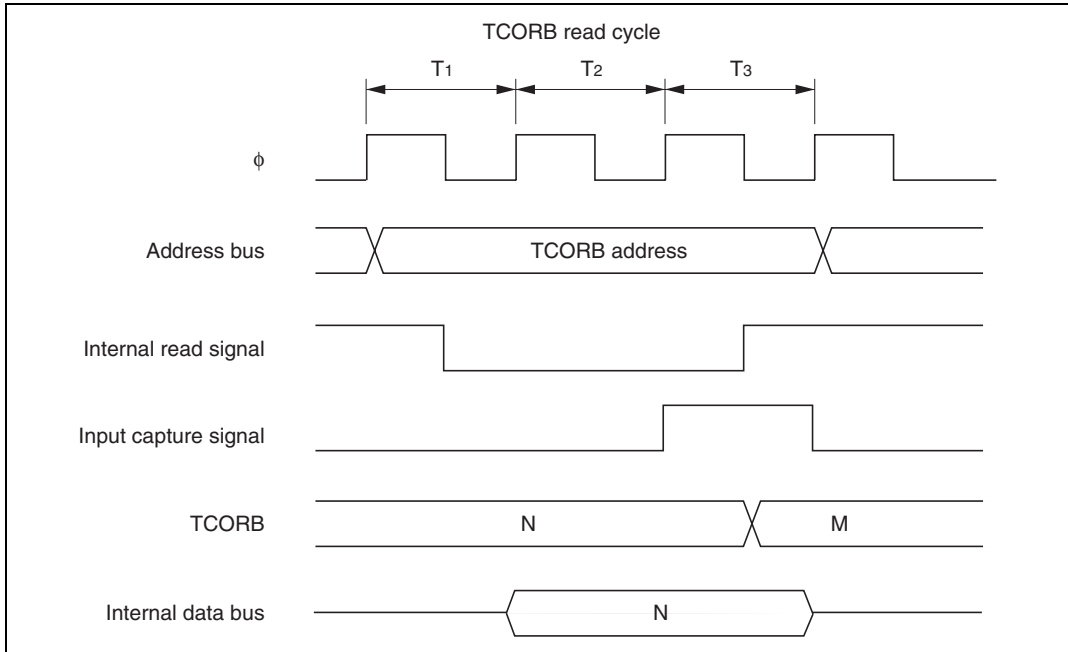 TCORB read cycle
T1 T2 T3
ϕ
Address bus TCORB address
Internal read signal
Input capture signal
TCORB N M
Internal data bus N